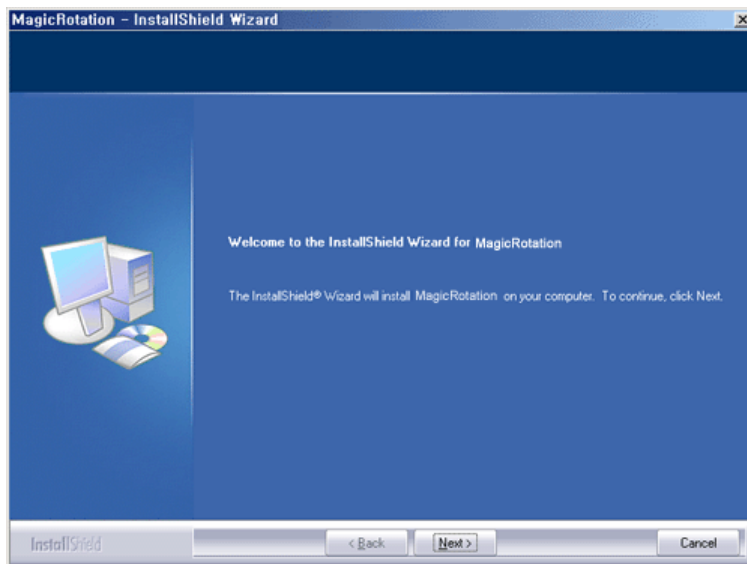 MagicRotation - InstallShield Wizard
Welcome to the InstallShield Wizard for MagicRotation
The InstallShield® Wizard will install MagicRotation on your computer. To continue, click Next.
InstallShield
< Back
Next >
Cancel